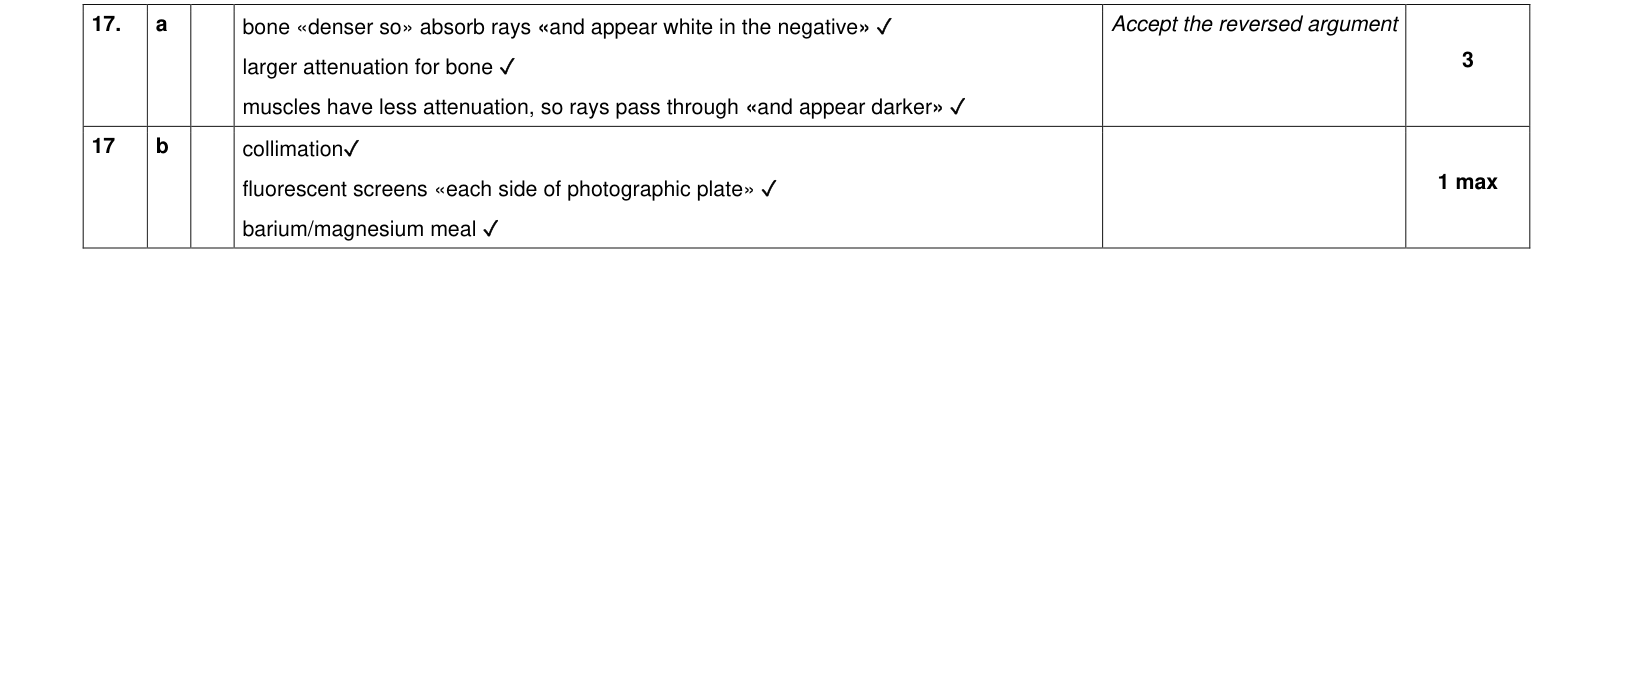 17. a bone «denser so» absorb rays «and appear white in the negative» ✓ Accept the reversed argument
larger attenuation for bone ✓ 3
muscles have less attenuation, so rays pass through «and appear darker» ✓
17 b collimation✓
fluorescent screens «each side of photographic plate» ✓ 1 max
barium/magnesium meal ✓